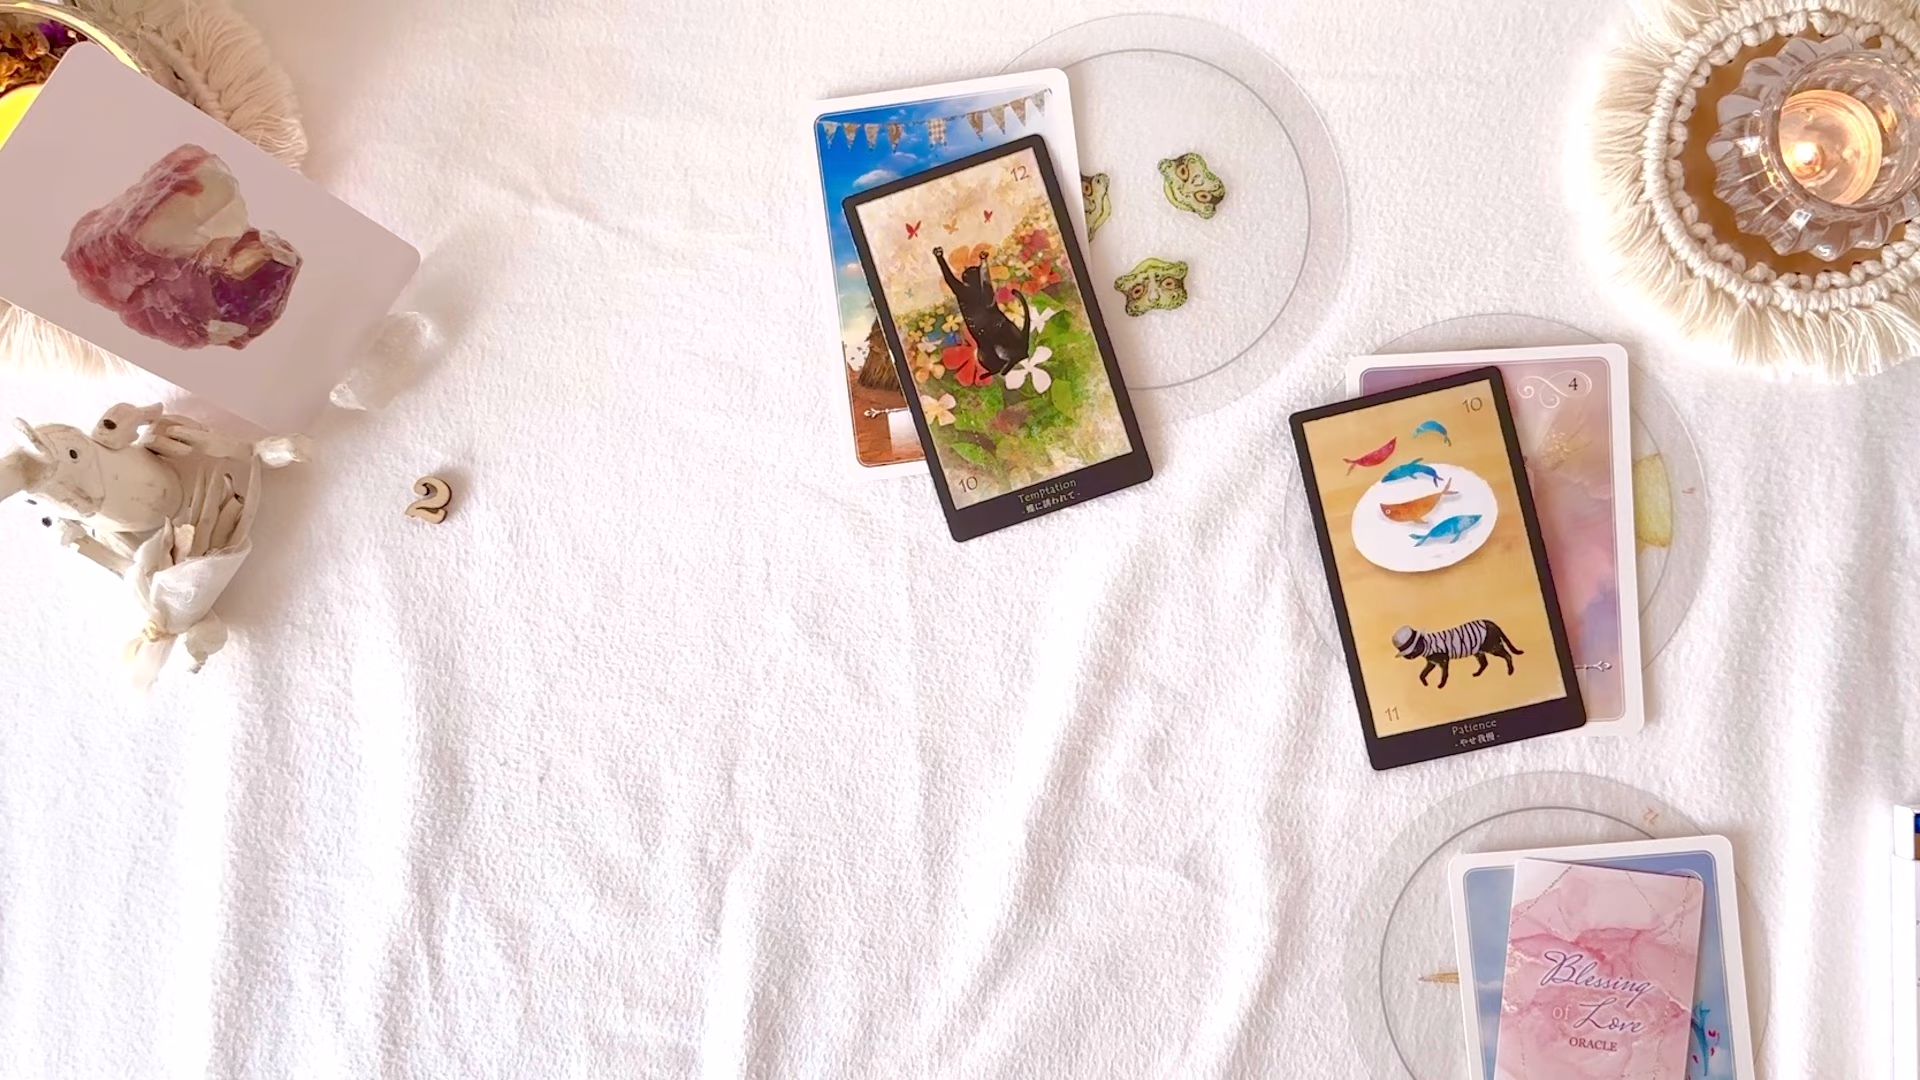 2
12
10
Temptation
- 蝶に誘われて -
4
10
11
Patience
- やせ我慢 -
Blessing
of Love
ORACLE